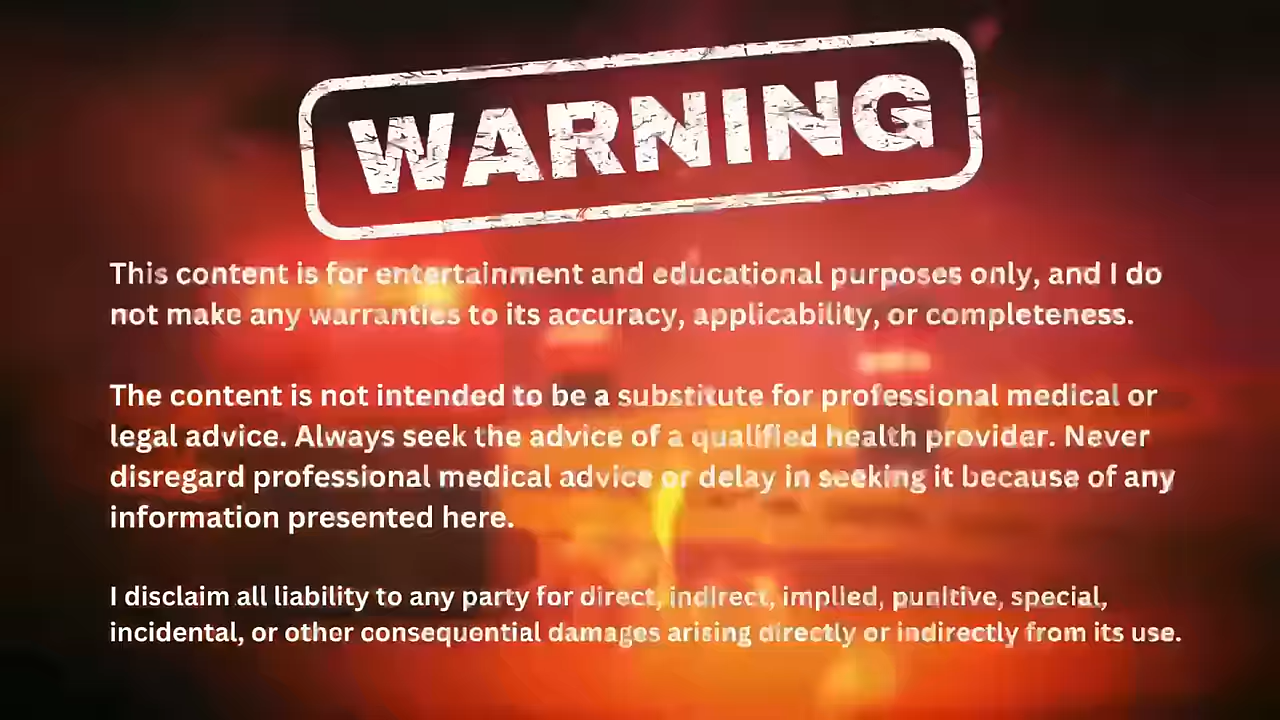 WARNING
This content is for entertainment and educational purposes only, and I do
not make any warranties to its accuracy, applicability, or completeness.
The content is not intended to be a substitute for professional medical or
legal advice. Always seek the advice of a qualified health provider. Never
disregard professional medical advice or delay in seeking it because of any
information presented here.
I disclaim all liability to any party for direct, indirect, implied, punitive, special,
incidental, or other consequential damages arising directly or indirectly from its use.